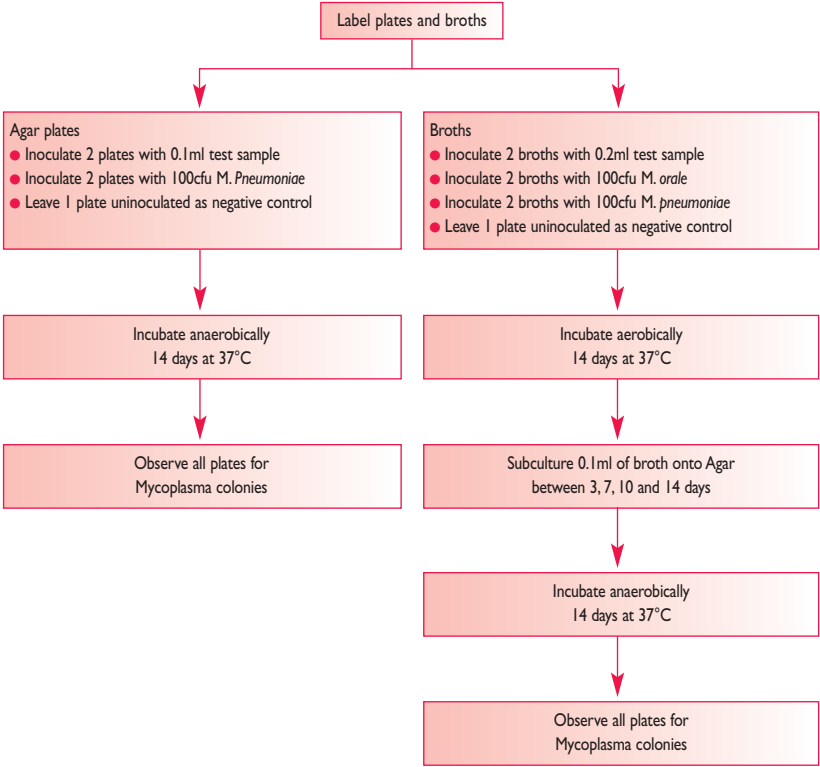 Label plates and broths
Agar plates
● Inoculate 2 plates with 0.1ml test sample
● Inoculate 2 plates with 100cfu M. Pneumoniae
● Leave 1 plate uninoculated as negative control
Incubate anaerobically
14 days at 37°C
Observe all plates for
Mycoplasma colonies
Broths
● Inoculate 2 broths with 0.2ml test sample
● Inoculate 2 broths with 100cfu M. orale
● Inoculate 2 broths with 100cfu M. pneumoniae
● Leave 1 plate uninoculated as negative control
Incubate aerobically
14 days at 37°C
Subculture 0.1ml of broth onto Agar
between 3, 7, 10 and 14 days
Incubate anaerobically
14 days at 37°C
Observe all plates for
Mycoplasma colonies